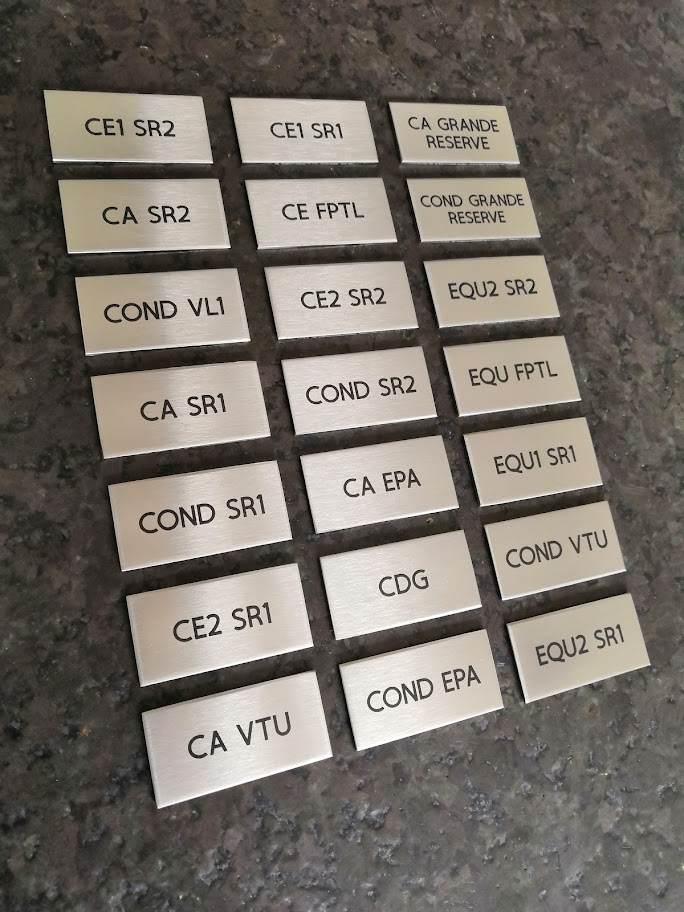 CE1 SR2
CE1 SR1
CA GRANDE
RESERVE
CA SR2
CE FPTL
COND GRANDE
RESERVE
COND VL1
CE2 SR2
EQU2 SR2
CA SR1
COND SR2
EQU FPTL
COND SR1
CA EPA
EQU1 SR1
CE2 SR1
CDG
COND VTU
CA VTU
COND EPA
EQU2 SR1